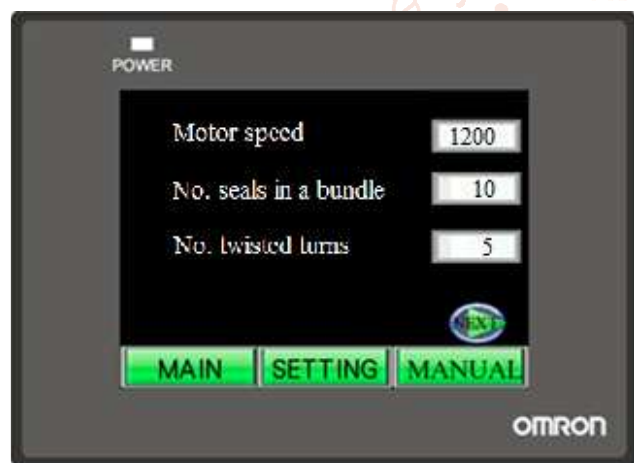 POWER
Motor speed 1200
No. seals in a bundle 10
No. twisted turns 5
NEXT
MAIN SETTING MANUAL
OMRON